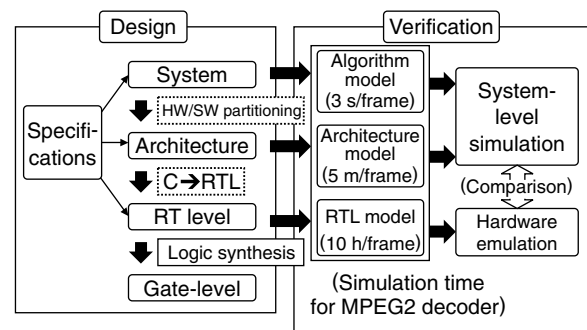 Design
Verification
Specifi-
cations
System
HW/SW partitioning
Architecture
C➔RTL
RT level
Logic synthesis
Gate-level
Algorithm
model
(3 s/frame)
Architecture
model
(5 m/frame)
RTL model
(10 h/frame)
(Simulation time
for MPEG2 decoder)
System-
level
simulation
(Comparison)
Hardware
emulation